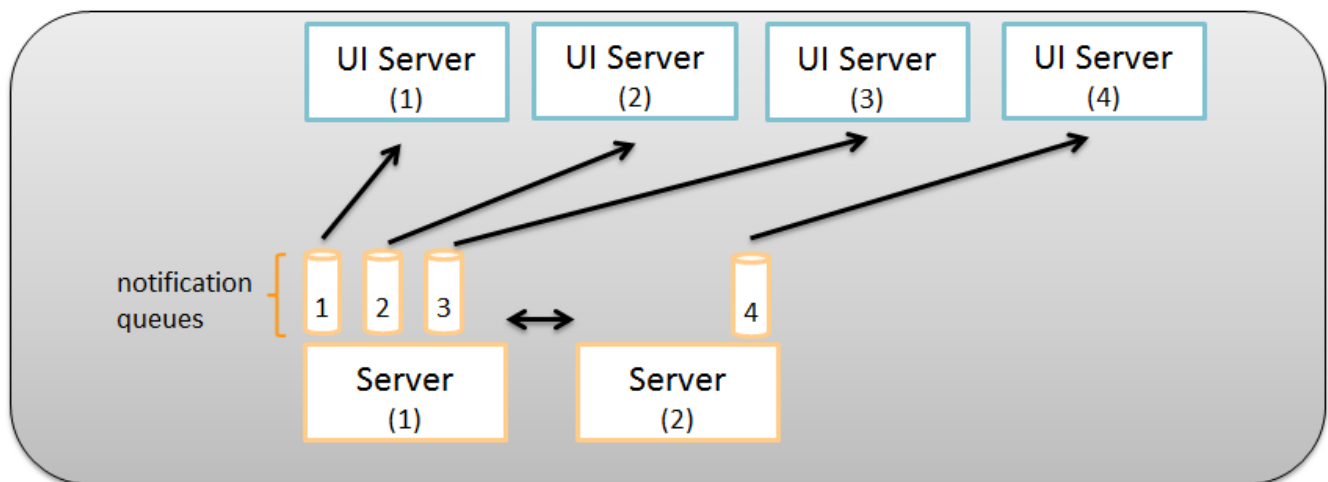 UI Server
(1)
UI Server
(2)
UI Server
(3)
UI Server
(4)
notification
queues
1
2
3
4
Server
(1)
Server
(2)